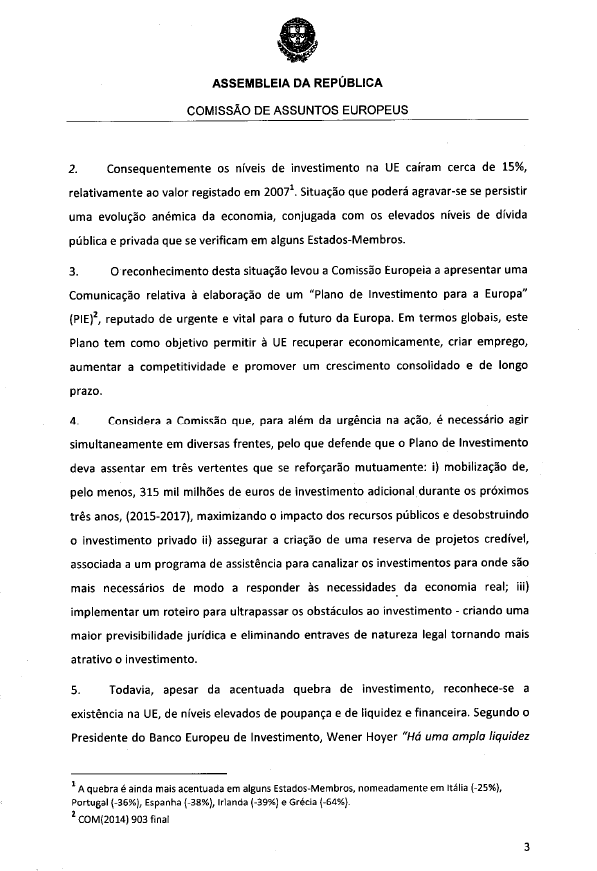 ASSEMBLEIA DA REPÚBLICA
COMISSÃO DE ASSUNTOS EUROPEUS
2. Consequentemente os níveis de investimento na UE caíram cerca de 15%,
relativamente ao valor registado em 2007¹. Situação que poderá agravar-se se persistir
uma evolução anémica da economia, conjugada com os elevados níveis de dívida
pública e privada que se verificam em alguns Estados-Membros.
3. O reconhecimento desta situação levou a Comissão Europeia a apresentar uma
Comunicação relativa à elaboração de um "Plano de Investimento para a Europa"
(PIE)², reputado de urgente e vital para o futuro da Europa. Em termos globais, este
Plano tem como objetivo permitir à UE recuperar economicamente, criar emprego,
aumentar a competitividade e promover um crescimento consolidado e de longo
prazo.
4. Considera a Comissão que, para além da urgência na ação, é necessário agir
simultaneamente em diversas frentes, pelo que defende que o Plano de Investimento
deva assentar em três vertentes que se reforçarão mutuamente: i) mobilização de,
pelo menos, 315 mil milhões de euros de investimento adicional durante os próximos
três anos, (2015-2017), maximizando o impacto dos recursos públicos e desobstruindo
o investimento privado ii) assegurar a criação de uma reserva de projetos credível,
associada a um programa de assistência para canalizar os investimentos para onde são
mais necessários de modo a responder às necessidades da economia real; iii)
implementar um roteiro para ultrapassar os obstáculos ao investimento - criando uma
maior previsibilidade jurídica e eliminando entraves de natureza legal tornando mais
atrativo o investimento.
5. Todavia, apesar da acentuada quebra de investimento, reconhece-se a
existência na UE, de níveis elevados de poupança e de liquidez e financeira. Segundo o
Presidente do Banco Europeu de Investimento, Wener Hoyer "Há uma ampla liquidez
¹ A quebra é ainda mais acentuada em alguns Estados-Membros, nomeadamente em Itália (-25%),
Portugal (-36%), Espanha (-38%), Irlanda (-39%) e Grécia (-64%).
² COM(2014) 903 final
3